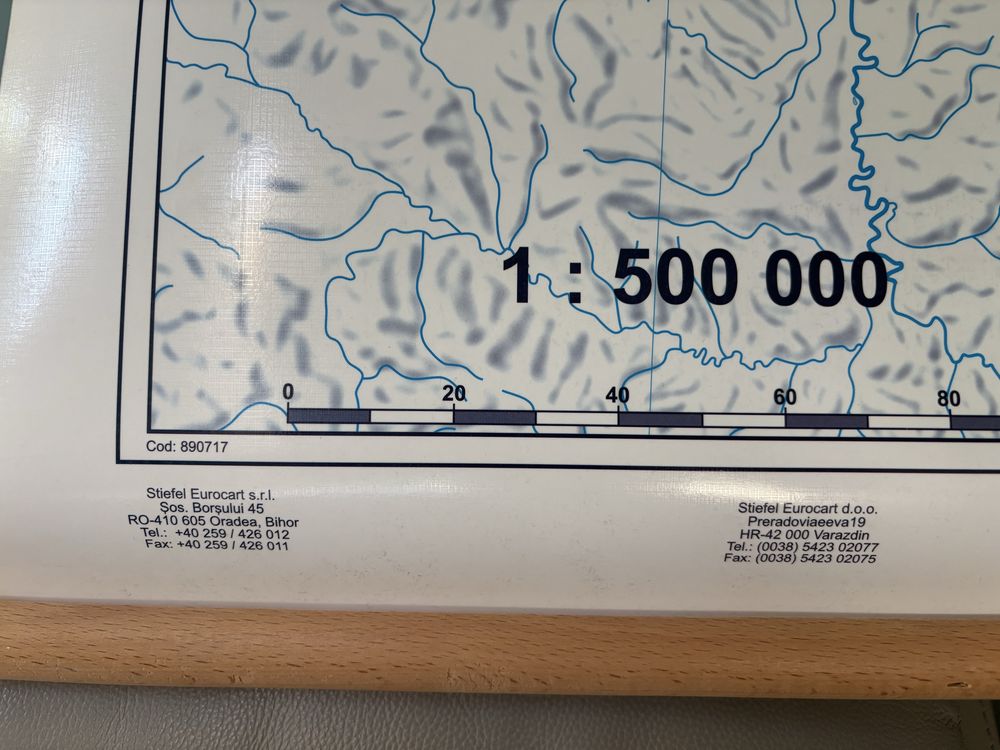 1 : 500 000
0 20 40 60 80
Cod: 890717
Stiefel Eurocart s.r.l.
Șos. Borșului 45
RO-410 605 Oradea, Bihor
Tel.: +40 259 / 426 012
Fax: +40 259 / 426 011
Stiefel Eurocart d.o.o.
Preradoviaeeva19
HR-42 000 Varazdin
Tel.: (0038) 5423 02077
Fax: (0038) 5423 02075